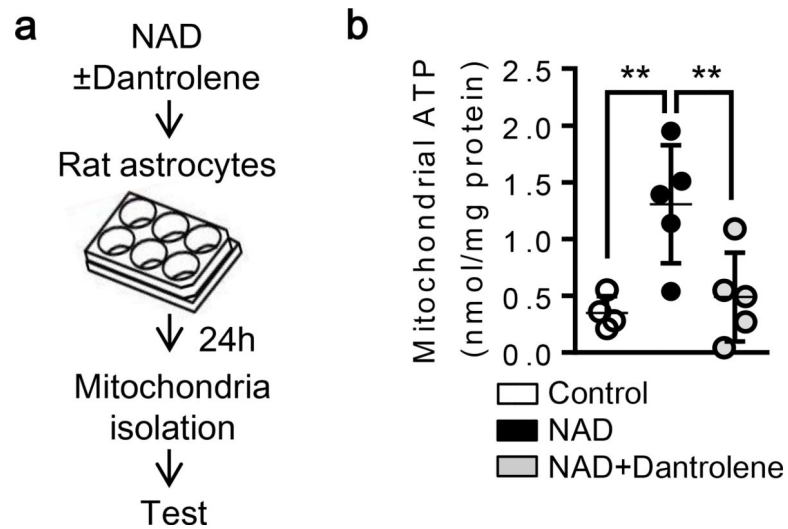 a
NAD
±Dantrolene
Rat astrocytes
24h
Mitochondria
isolation
Test
b
Mitochondrial ATP
(nmol/mg protein)
2.5
2.0
1.5
1.0
0.5
0.0
** **
Control
NAD
NAD+Dantrolene